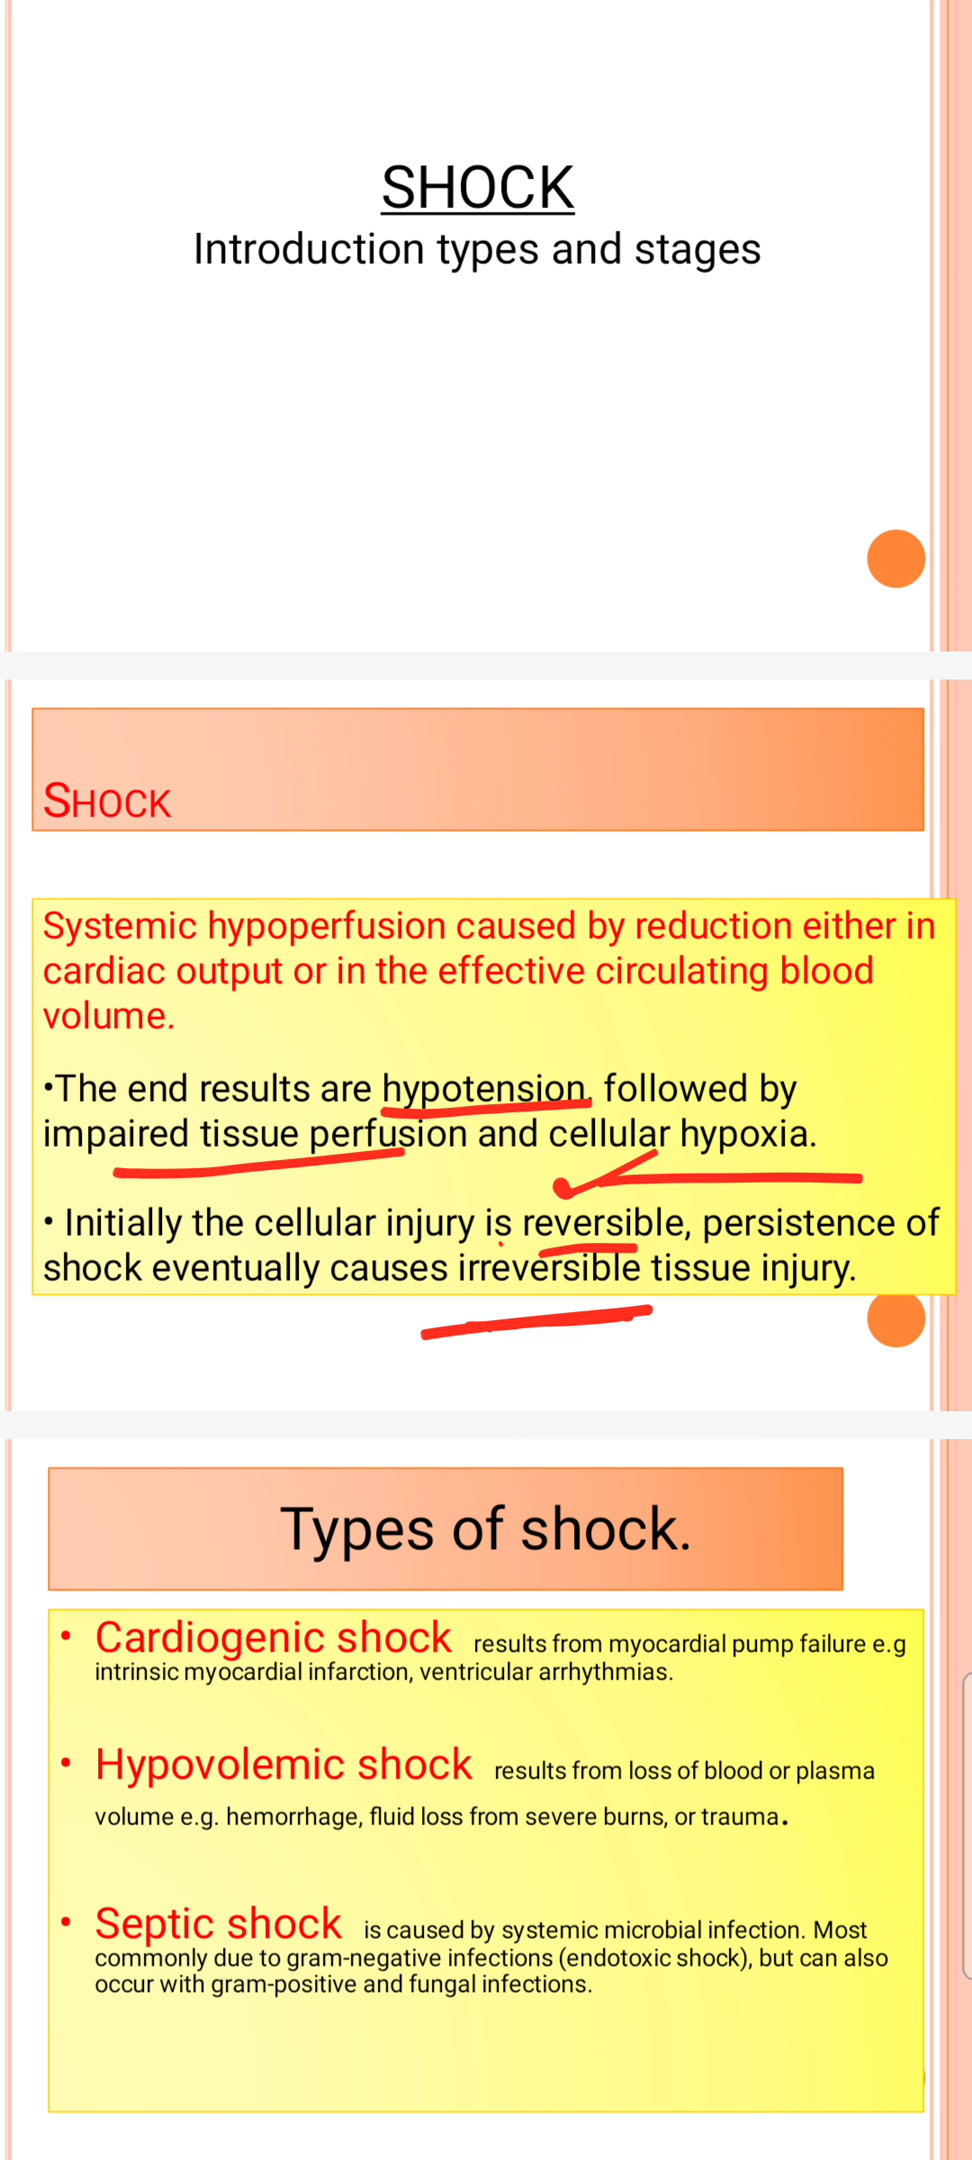 SHOCK
Introduction types and stages
SHOCK
Systemic hypoperfusion caused by reduction either in
cardiac output or in the effective circulating blood
volume.
•The end results are hypotension, followed by
impaired tissue perfusion and cellular hypoxia.
• Initially the cellular injury is reversible, persistence of
shock eventually causes irreversible tissue injury.
Types of shock.
• Cardiogenic shock results from myocardial pump failure e.g
intrinsic myocardial infarction, ventricular arrhythmias.
• Hypovolemic shock results from loss of blood or plasma
volume e.g. hemorrhage, fluid loss from severe burns, or trauma.
• Septic shock is caused by systemic microbial infection. Most
commonly due to gram-negative infections (endotoxic shock), but can also
occur with gram-positive and fungal infections.